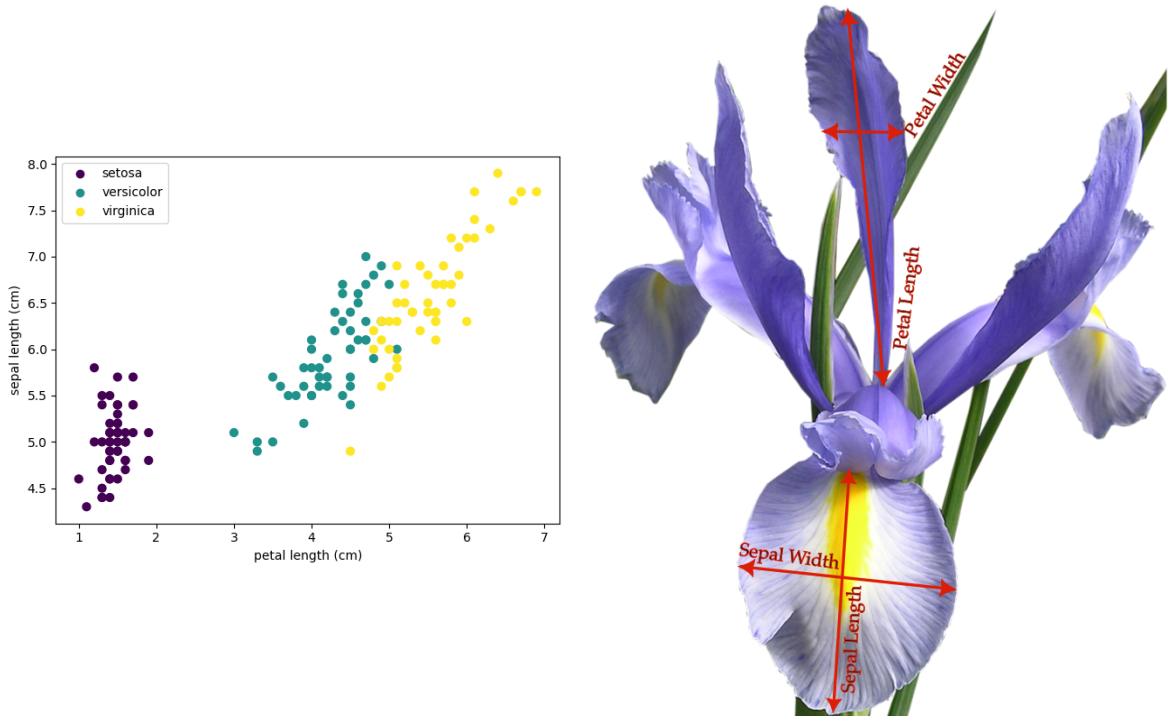 setosa
versicolor
virginica
8.0
7.5
7.0
6.5
6.0
5.5
5.0
4.5
sepal length (cm)
1
2
3
4
5
6
7
petal length (cm)
Petal Width
Petal Length
Sepal Width
Sepal Length